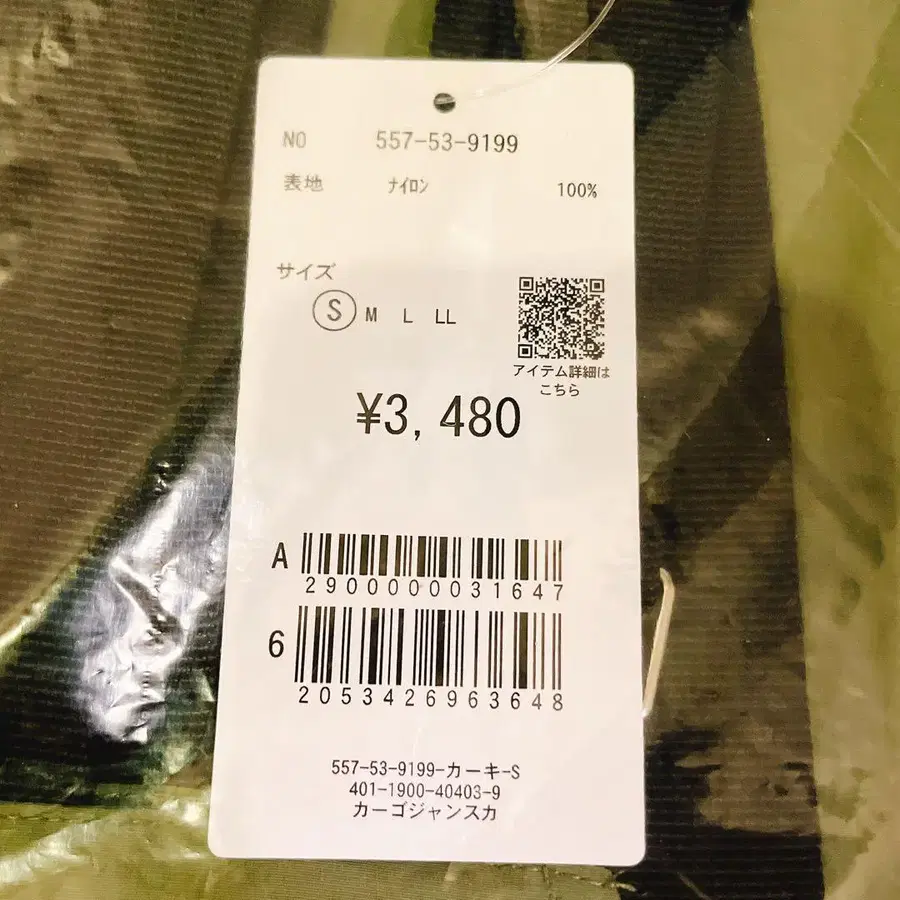 NO 557-53-9199
表地 ナイロン 100%
サイズ
S M L LL
アイテム詳細は
こちら
¥3,480
A
2900000031647
6
2053426963648
557-53-9199-カーキ-S
401-1900-40403-9
カーゴジャンスカ